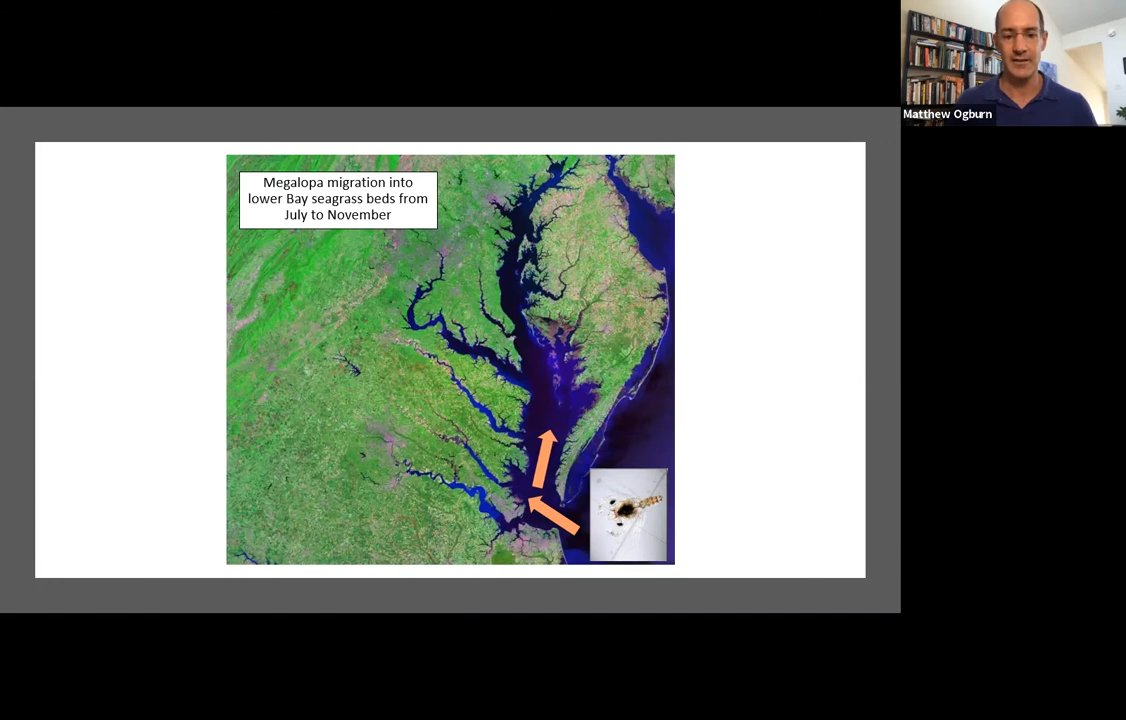 Matthew Ogburn
Megalopa migration into
lower Bay seagrass beds from
July to November